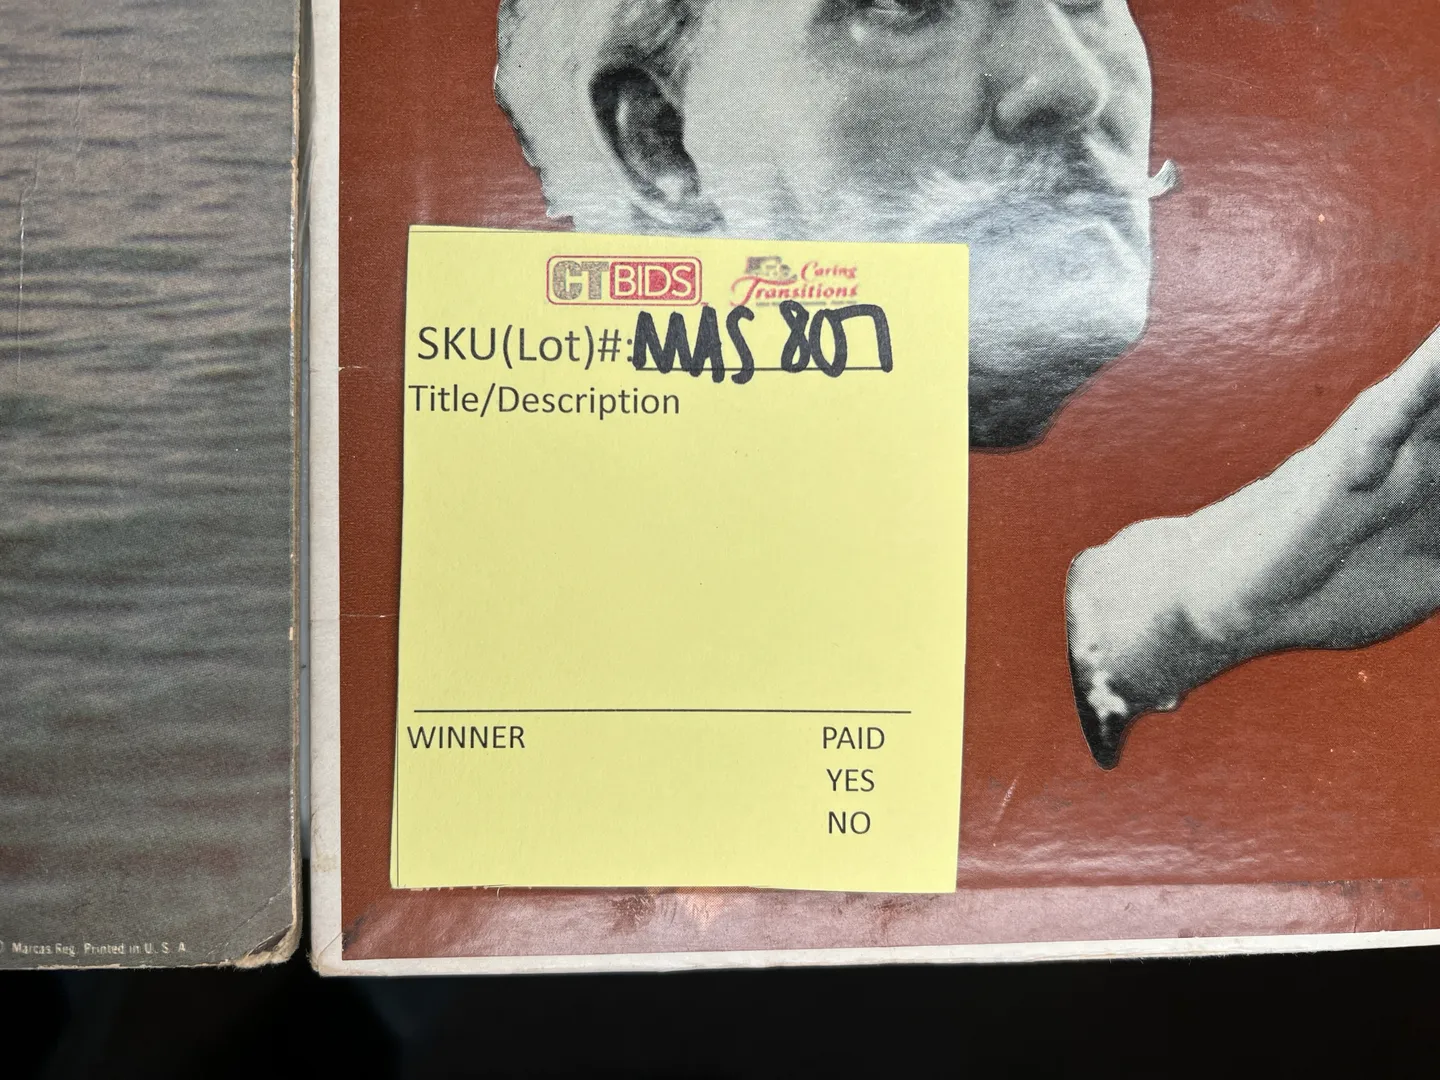 CTBIDS
Caring
Transitions
SKU(Lot)#: MAS 807
Title/Description
WINNER PAID
YES
NO
Marcas Reg. Printed in U. S. A